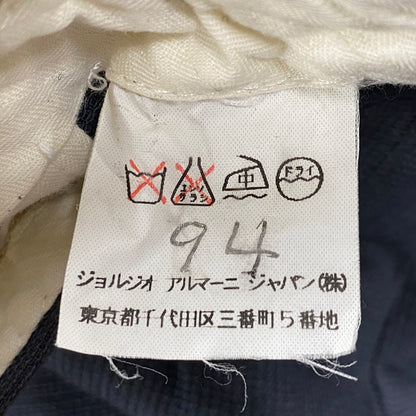 エンソ サラシ 中 ドライ
94
ジョルジオ アルマーニ ジャパン(株)
東京都千代田区三番町5番地